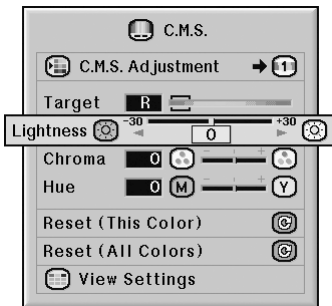 C.M.S.
C.M.S. Adjustment 1
Target R
Lightness -30 0 +30
Chroma 0 - +
Hue 0 M - + Y
Reset (This Color)
Reset (All Colors)
View Settings